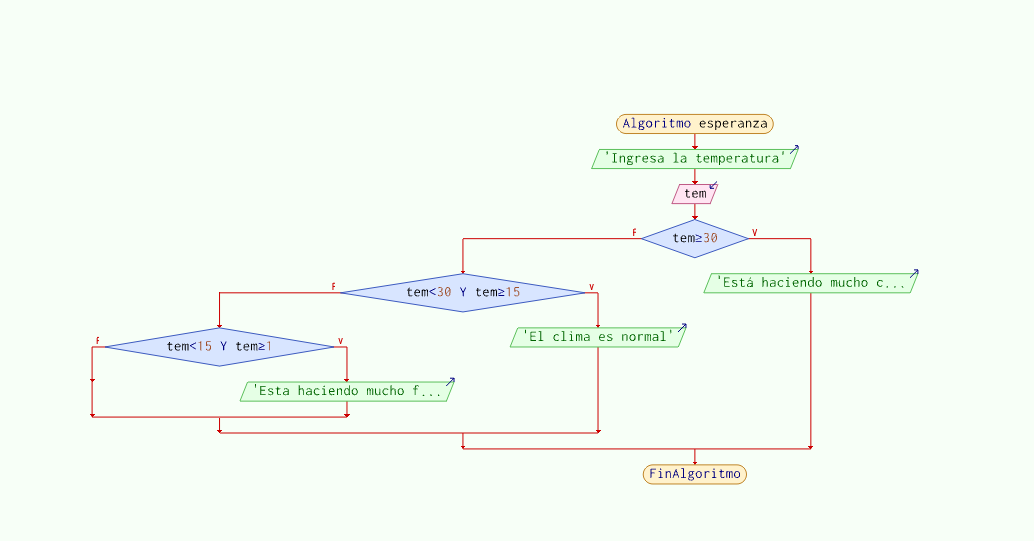 Algoritmo esperanza
'Ingresa la temperatura'
tem
F
tem≥30
V
'Está haciendo mucho c...
F
tem<30 Y tem≥15
V
'El clima es normal'
F
tem<15 Y tem≥1
V
'Esta haciendo mucho f...
FinAlgoritmo